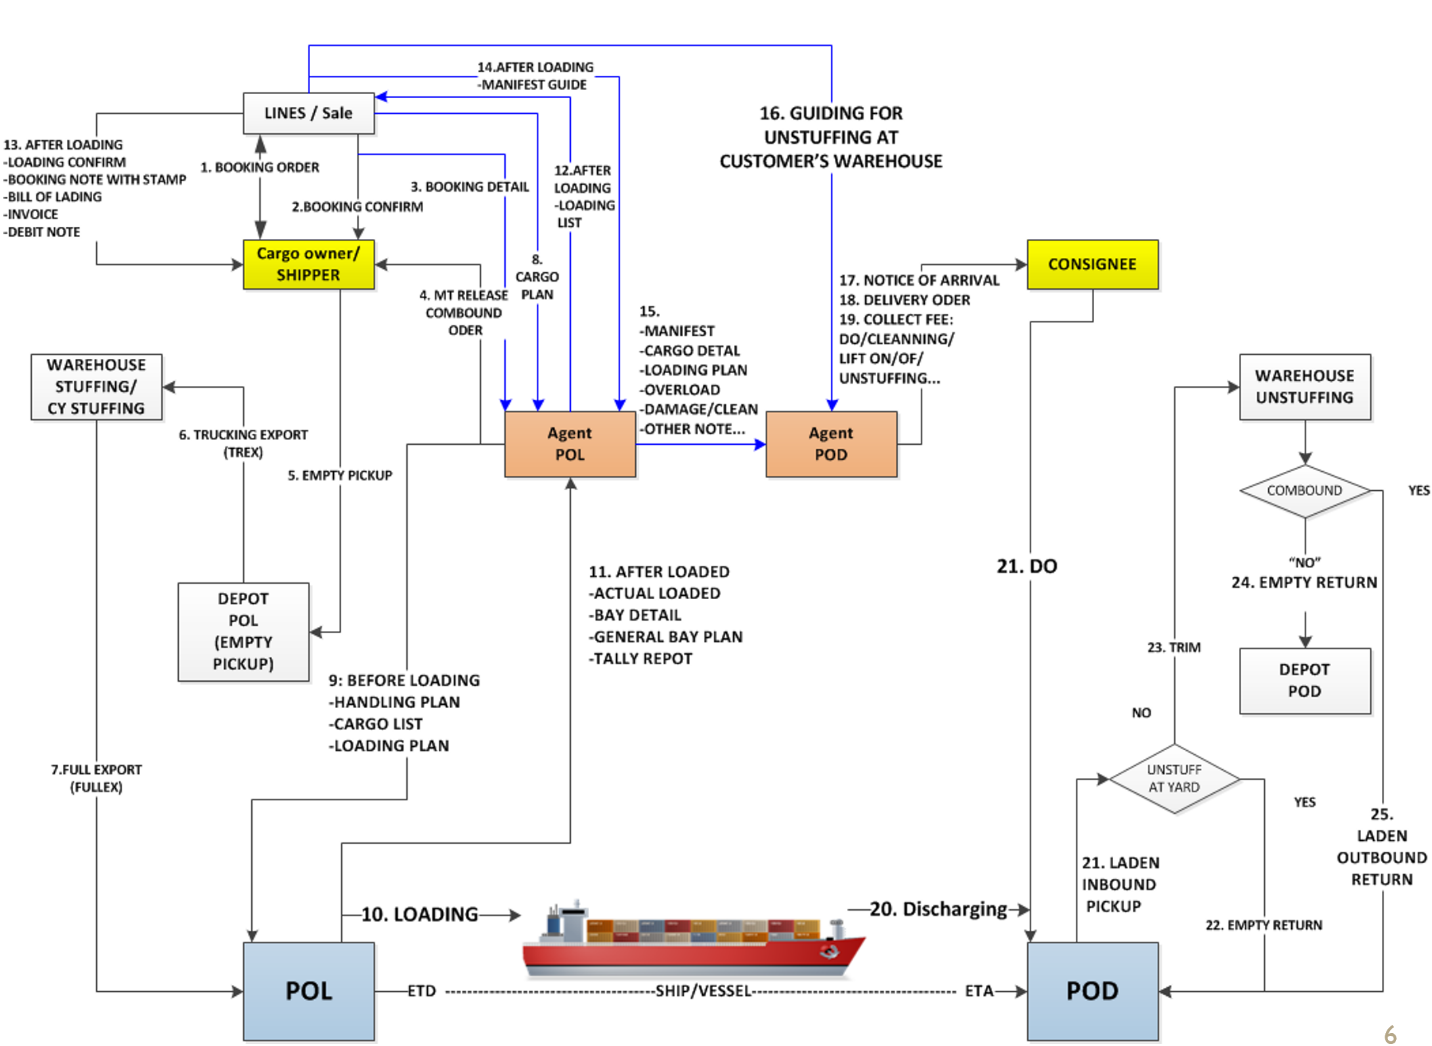 14.AFTER LOADING
-MANIFEST GUIDE
LINES / Sale
16. GUIDING FOR
UNSTUFFING AT
CUSTOMER'S WAREHOUSE
13. AFTER LOADING
-LOADING CONFIRM
-BOOKING NOTE WITH STAMP
-BILL OF LADING
-INVOICE
-DEBIT NOTE
1. BOOKING ORDER
2.BOOKING CONFIRM
3. BOOKING DETAIL
12.AFTER
LOADING
-LOADING
LIST
Cargo owner/
SHIPPER
8.
CARGO
PLAN
4. MT RELEASE
COMBOUND
ODER
15.
-MANIFEST
-CARGO DETAL
-LOADING PLAN
-OVERLOAD
-DAMAGE/CLEAN
-OTHER NOTE...
17. NOTICE OF ARRIVAL
18. DELIVERY ODER
19. COLLECT FEE:
DO/CLEANNING/
LIFT ON/OF/
UNSTUFFING...
CONSIGNEE
WAREHOUSE
STUFFING/
CY STUFFING
WAREHOUSE
UNSTUFFING
6. TRUCKING EXPORT
(TREX)
5. EMPTY PICKUP
Agent
POL
Agent
POD
COMBOUND
YES
"NO"
24. EMPTY RETURN
21. DO
DEPOT
POL
(EMPTY
PICKUP)
11. AFTER LOADED
-ACTUAL LOADED
-BAY DETAIL
-GENERAL BAY PLAN
-TALLY REPOT
23. TRIM
DEPOT
POD
9: BEFORE LOADING
-HANDLING PLAN
-CARGO LIST
-LOADING PLAN
NO
7.FULL EXPORT
(FULLEX)
UNSTUFF
AT YARD
YES
25.
LADEN
OUTBOUND
RETURN
21. LADEN
INBOUND
PICKUP
22. EMPTY RETURN
10. LOADING
20. Discharging
POL
ETD
SHIP/VESSEL
ETA
POD
6